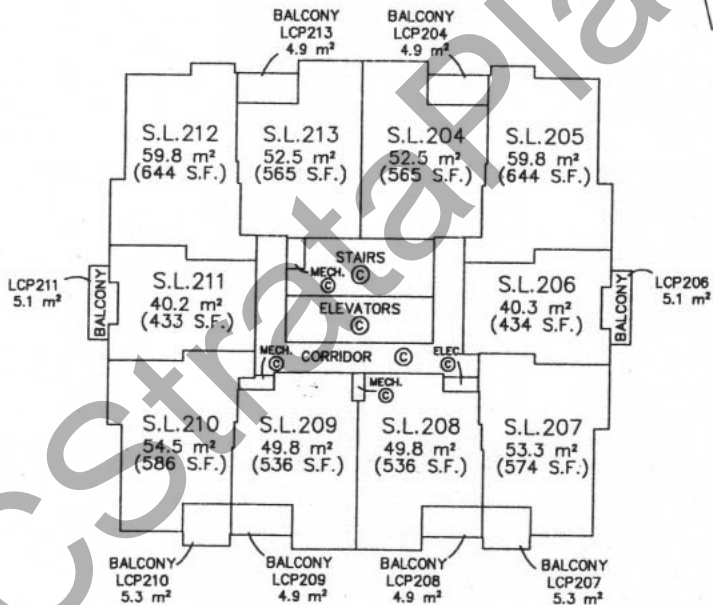 BALCONY
LCP213
4.9 m²
BALCONY
LCP204
4.9 m²
S.L.212
59.8 m²
(644 S.F.)
S.L.213
52.5 m²
(565 S.F.)
S.L.204
52.5 m²
(565 S.F.)
S.L.205
59.8 m²
(644 S.F.)
STAIRS
©
MECH.
©
ELEVATORS
©
LCP211
5.1 m²
BALCONY
S.L.211
40.2 m²
(433 S.F.)
S.L.206
40.3 m²
(434 S.F.)
BALCONY
LCP206
5.1 m²
MECH.
©
CORRIDOR ©
ELEC.
©
MECH.
©
S.L.210
54.5 m²
(586 S.F.)
S.L.209
49.8 m²
(536 S.F.)
S.L.208
49.8 m²
(536 S.F.)
S.L.207
53.3 m²
(574 S.F.)
BALCONY
LCP210
5.3 m²
BALCONY
LCP209
4.9 m²
BALCONY
LCP208
4.9 m²
BALCONY
LCP207
5.3 m²
CStrataPla